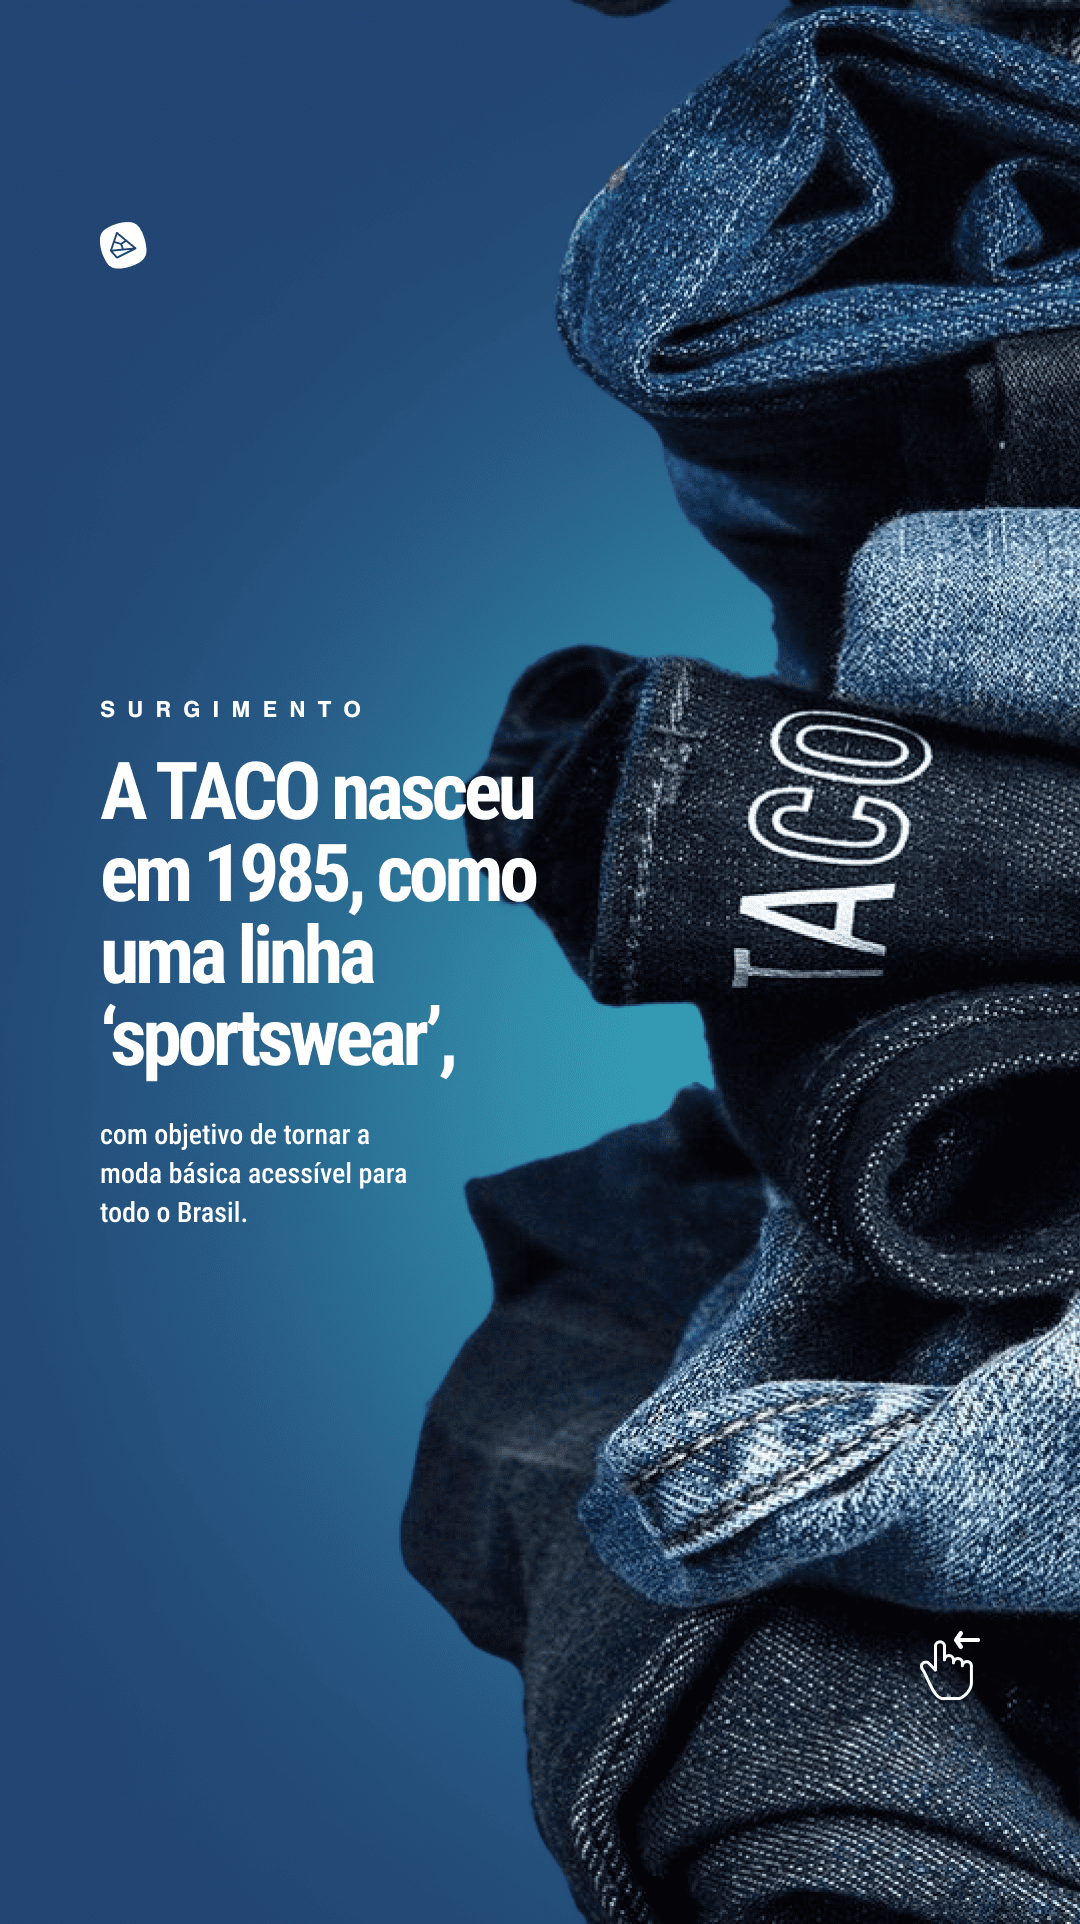 SURGIMENTO
A TACO nasceu
em 1985, como
uma linha
‘sportswear’,
com objetivo de tornar a
moda básica acessível para
todo o Brasil.
TACO